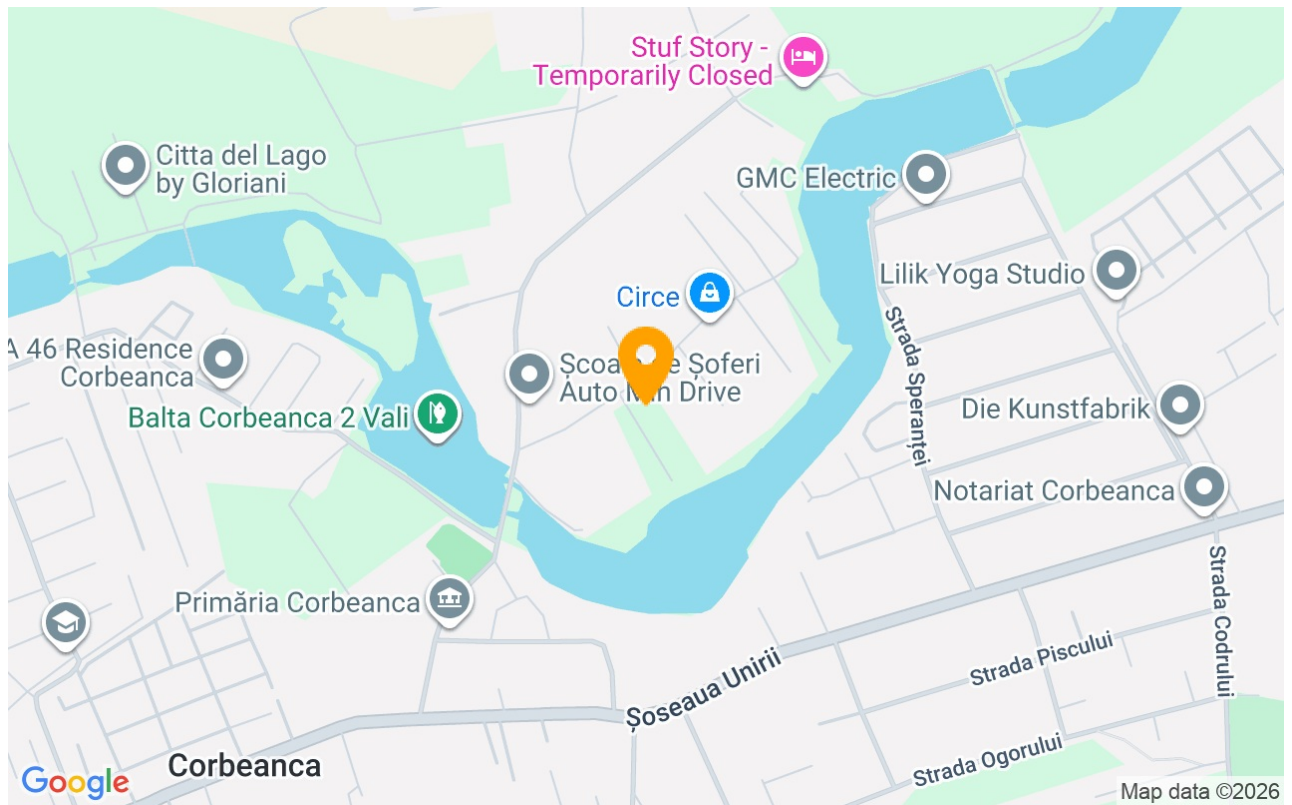 Stuf Story -
Temporarily Closed
Citta del Lago
by Gloriani
GMC Electric
Lilik Yoga Studio
Circe
Strada Speranței
A 46 Residence
Corbeanca
Șoferi
Auto Drive
Balta Corbeanca 2 Vali
Die Kunstfabrik
Notariat Corbeanca
Primăria Corbeanca
Strada Codrului
Strada Piscului
Șoseaua Unirii
Strada Ogorului
Corbeanca
Google
Map data ©2026